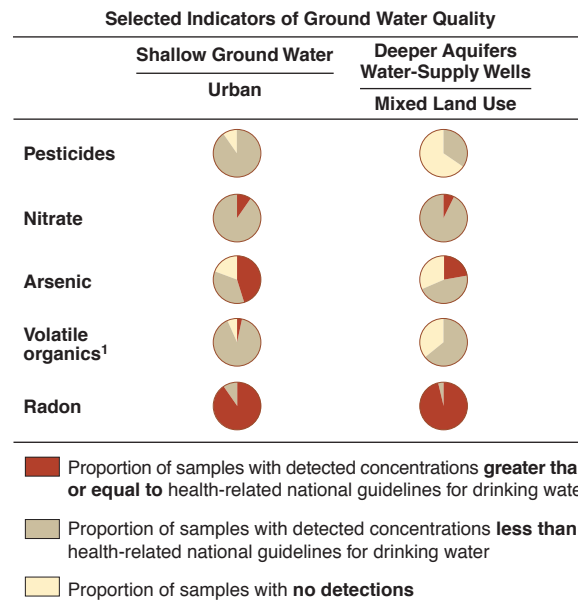 Selected Indicators of Ground Water Quality
Shallow Ground Water
Urban
Deeper Aquifers
Water-Supply Wells
Mixed Land Use
Pesticides
Nitrate
Arsenic
Volatile
organics¹
Radon
Proportion of samples with detected concentrations greater tha
or equal to health-related national guidelines for drinking wate
Proportion of samples with detected concentrations less than
health-related national guidelines for drinking water
Proportion of samples with no detections